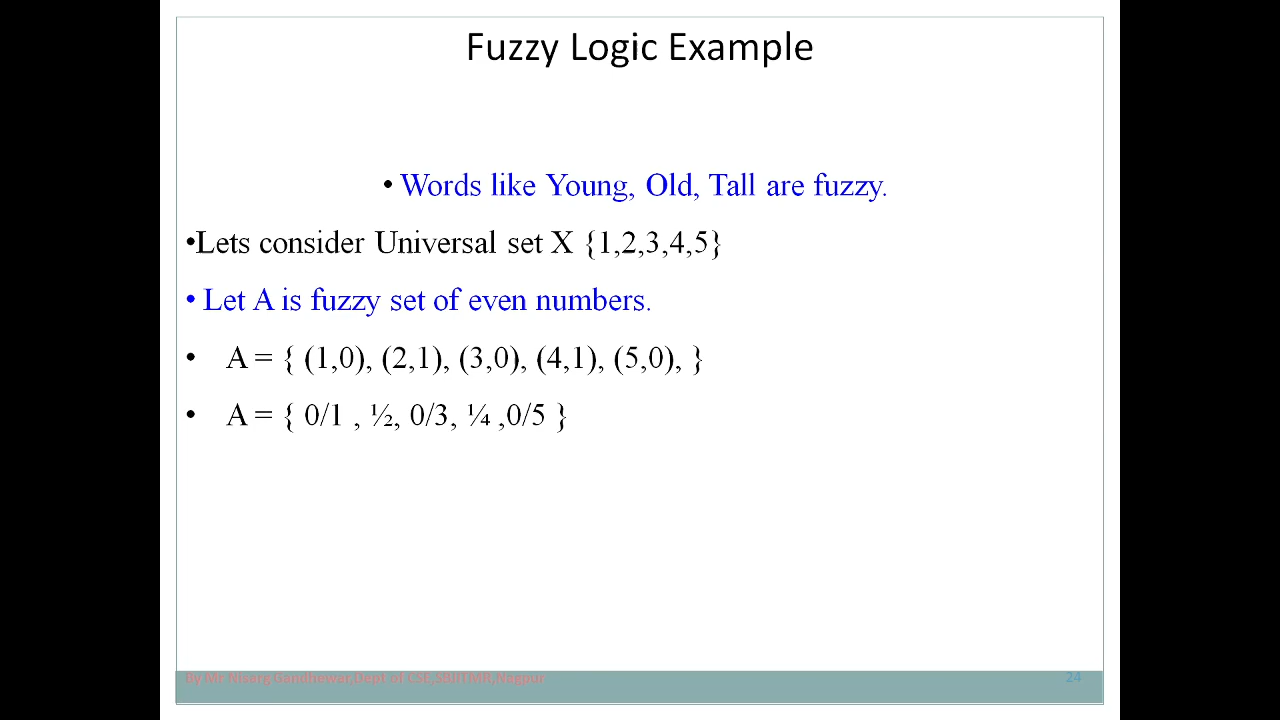 Fuzzy Logic Example
• Words like Young, Old, Tall are fuzzy.
•Lets consider Universal set X {1,2,3,4,5}
• Let A is fuzzy set of even numbers.
• A = { (1,0), (2,1), (3,0), (4,1), (5,0), }
• A = { 0/1 , ½, 0/3, ¼ ,0/5 }
By Mr Nisarg Gandhewar,Dept of CSE,SBJITMR,Nagpur
24